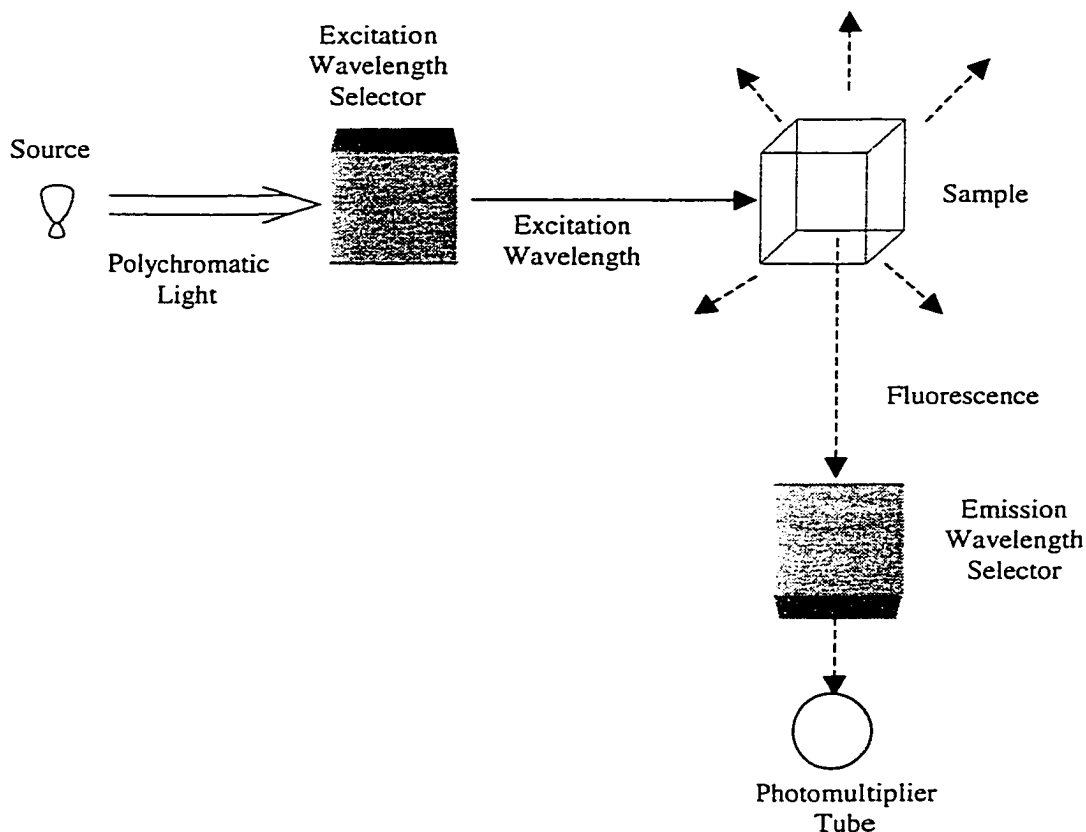 Excitation
Wavelength
Selector
Source
Polychromatic
Light
Excitation
Wavelength
Sample
Fluorescence
Emission
Wavelength
Selector
Photomultiplier
Tube